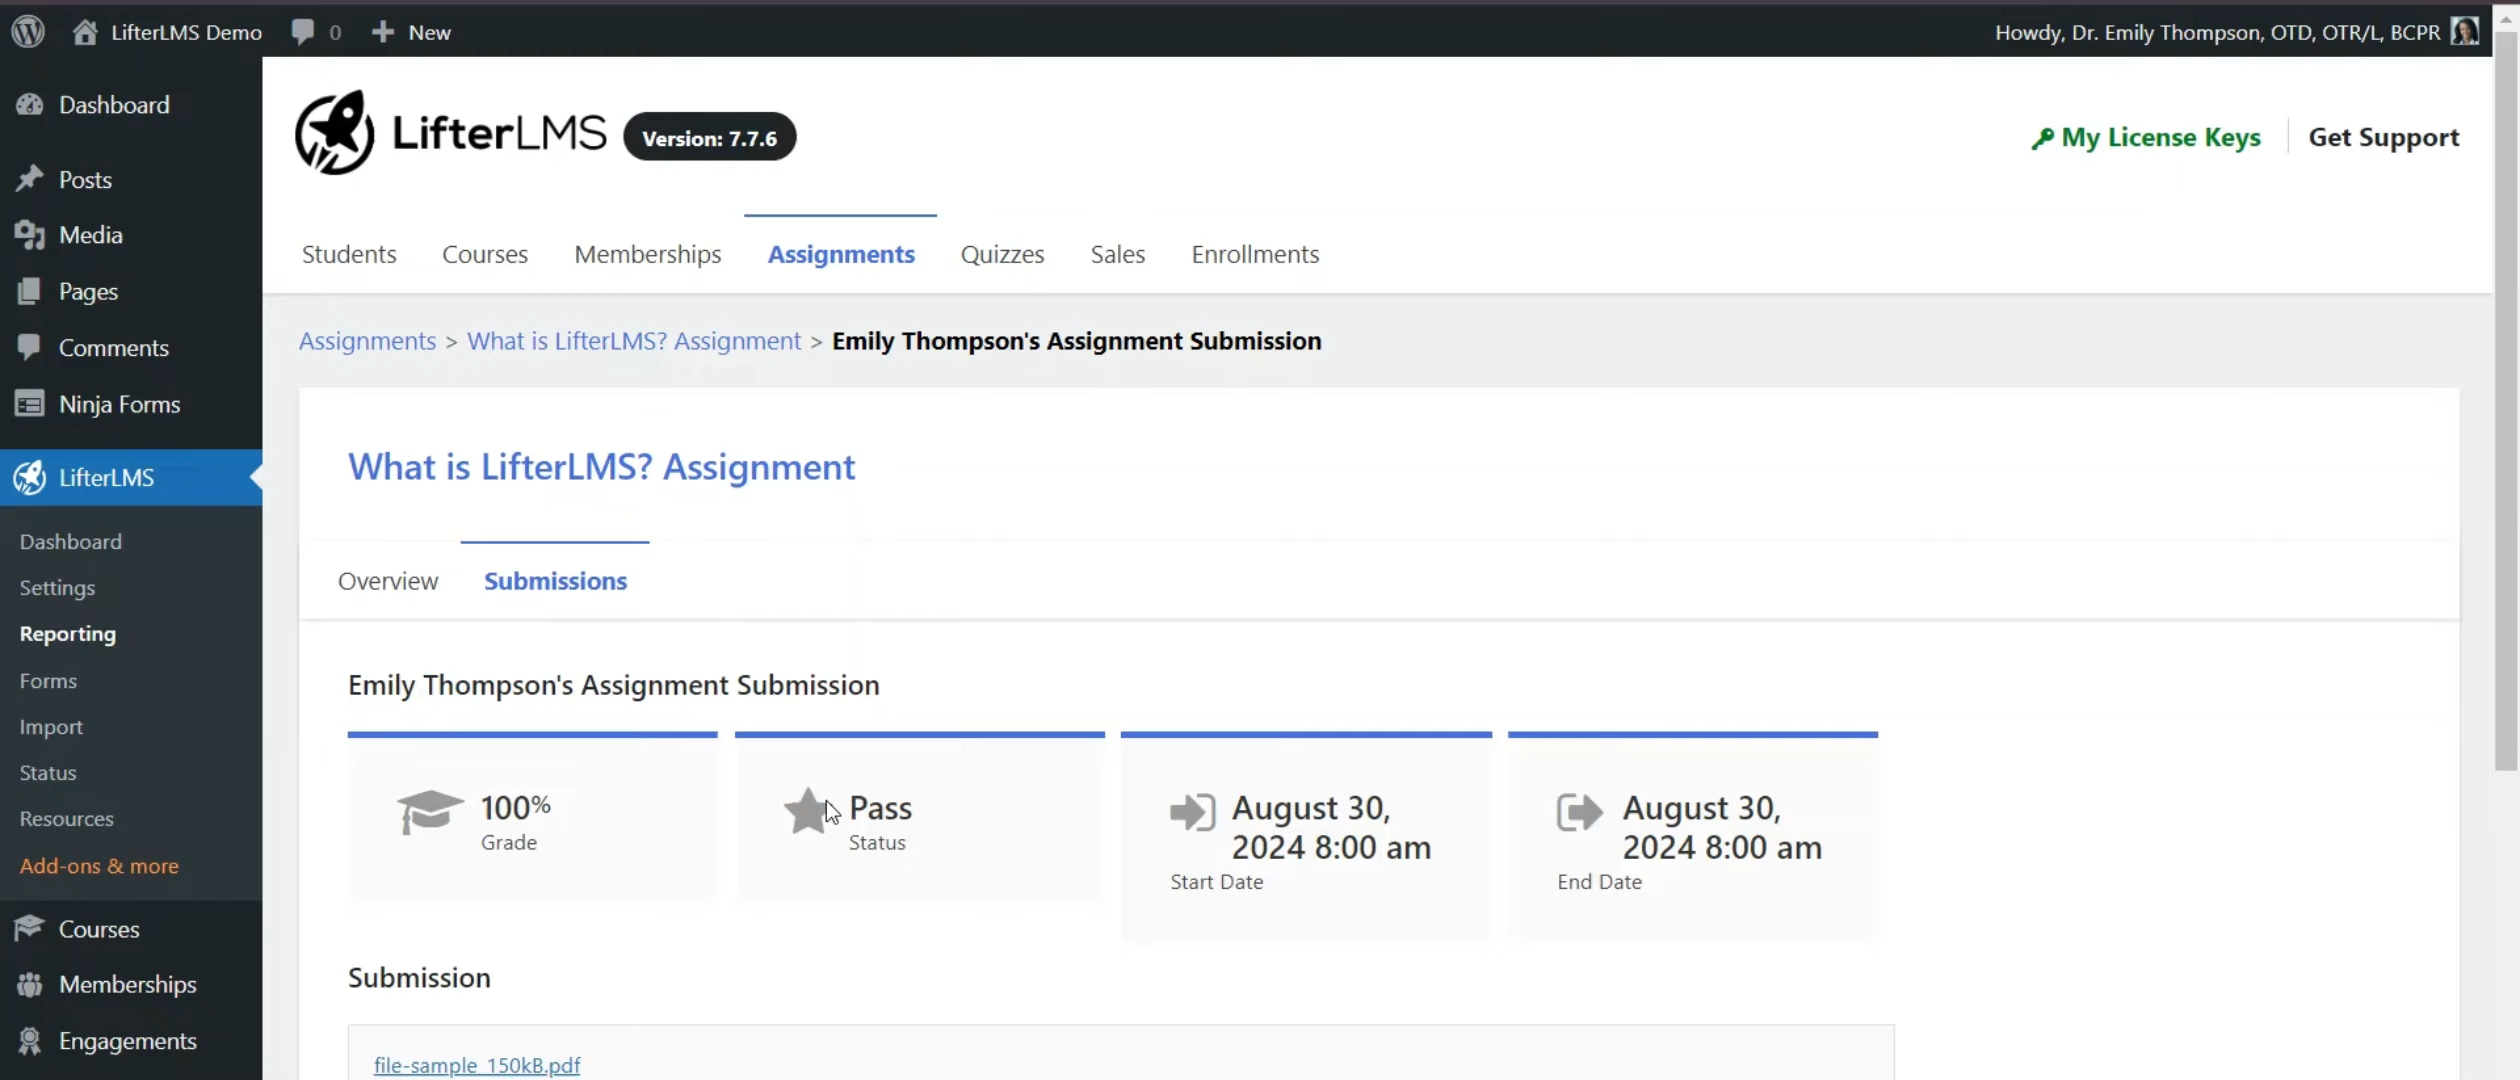 LifterLMS Demo 0 New Howdy, Dr. Emily Thompson, OTD, OTR/L, BCPR
Dashboard
Posts
Media
Pages
Comments
Ninja Forms
LifterLMS
Dashboard
Settings
Reporting
Forms
Import
Status
Resources
Add-ons & more
Courses
Memberships
Engagements
LifterLMS Version: 7.7.6 My License Keys Get Support
Students Courses Memberships Assignments Quizzes Sales Enrollments
Assignments > What is LifterLMS? Assignment > Emily Thompson's Assignment Submission
What is LifterLMS? Assignment
Overview Submissions
Emily Thompson's Assignment Submission
100%
Grade
Pass
Status
August 30,
2024 8:00 am
Start Date
August 30,
2024 8:00 am
End Date
Submission
file-sample_150kB.pdf